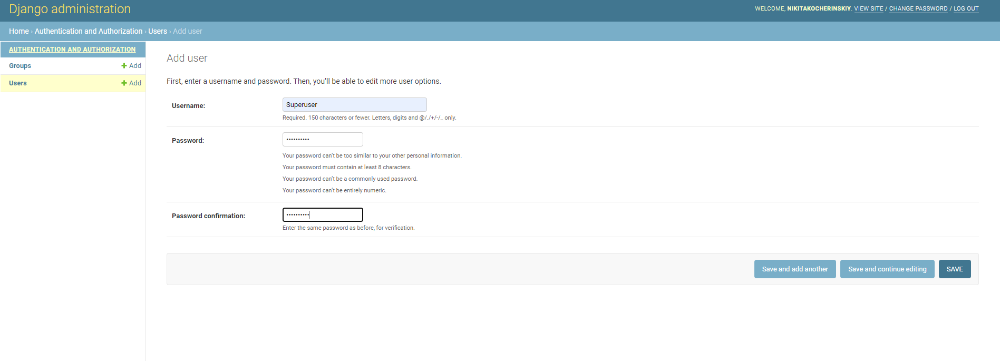 Django administration
WELCOME, NIKITAKOCHERINSKIY. VIEW SITE / CHANGE PASSWORD / LOG OUT
Home › Authentication and Authorization › Users › Add user
AUTHENTICATION AND AUTHORIZATION
Groups + Add
Users + Add
Add user
First, enter a username and password. Then, you’ll be able to edit more user options.
Username: Superuser
Required. 150 characters or fewer. Letters, digits and @/./+/-/_ only.
Password: ••••••••••
Your password can’t be too similar to your other personal information.
Your password must contain at least 8 characters.
Your password can’t be a commonly used password.
Your password can’t be entirely numeric.
Password confirmation: ••••••••••
Enter the same password as before, for verification.
Save and add another Save and continue editing SAVE